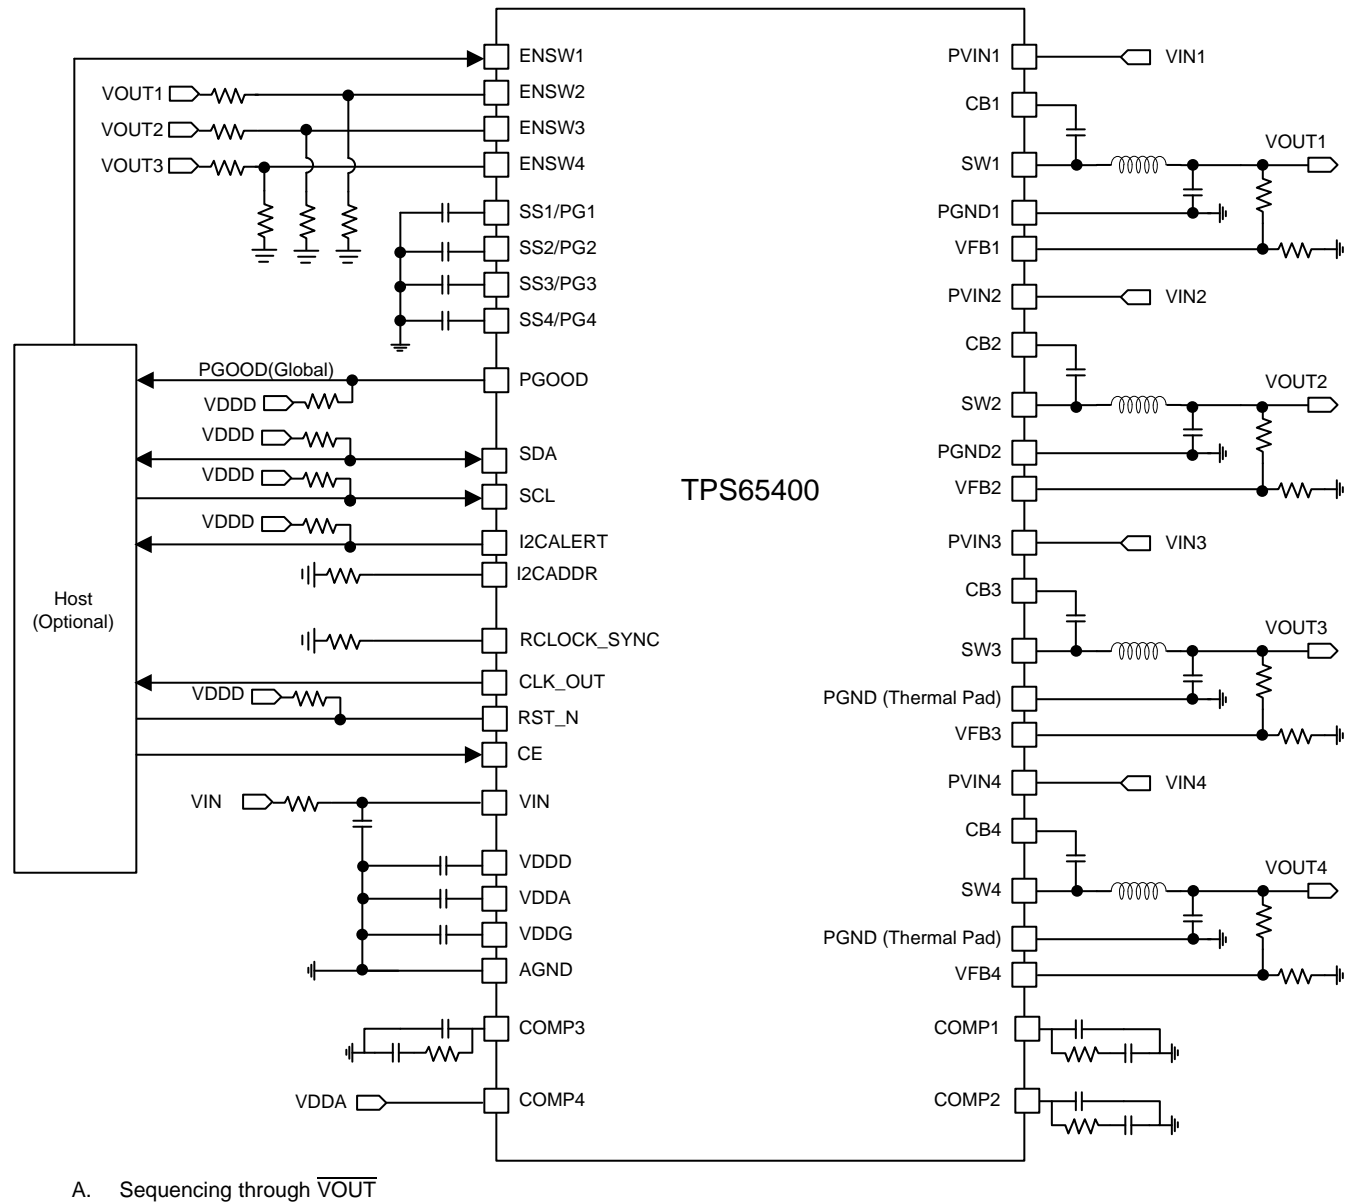 ENSW1
VOUT1
ENSW2
VOUT2
ENSW3
VOUT3
ENSW4
SS1/PG1
SS2/PG2
SS3/PG3
SS4/PG4
PGOOD(Global)
PGOOD
VDDD
VDDD
SDA
VDDD
SCL
VDDD
I2CALERT
I2CADDR
Host
(Optional)
RCLOCK_SYNC
CLK_OUT
VDDD
RST_N
CE
VIN
VIN
VDDD
VDDA
VDDG
AGND
COMP3
VDDA
COMP4
TPS65400
PVIN1
VIN1
CB1
VOUT1
SW1
PGND1
VFB1
PVIN2
VIN2
CB2
VOUT2
SW2
PGND2
VFB2
PVIN3
VIN3
CB3
VOUT3
SW3
PGND (Thermal Pad)
VFB3
PVIN4
VIN4
CB4
VOUT4
SW4
PGND (Thermal Pad)
VFB4
COMP1
COMP2
A. Sequencing through V̅O̅U̅T̅